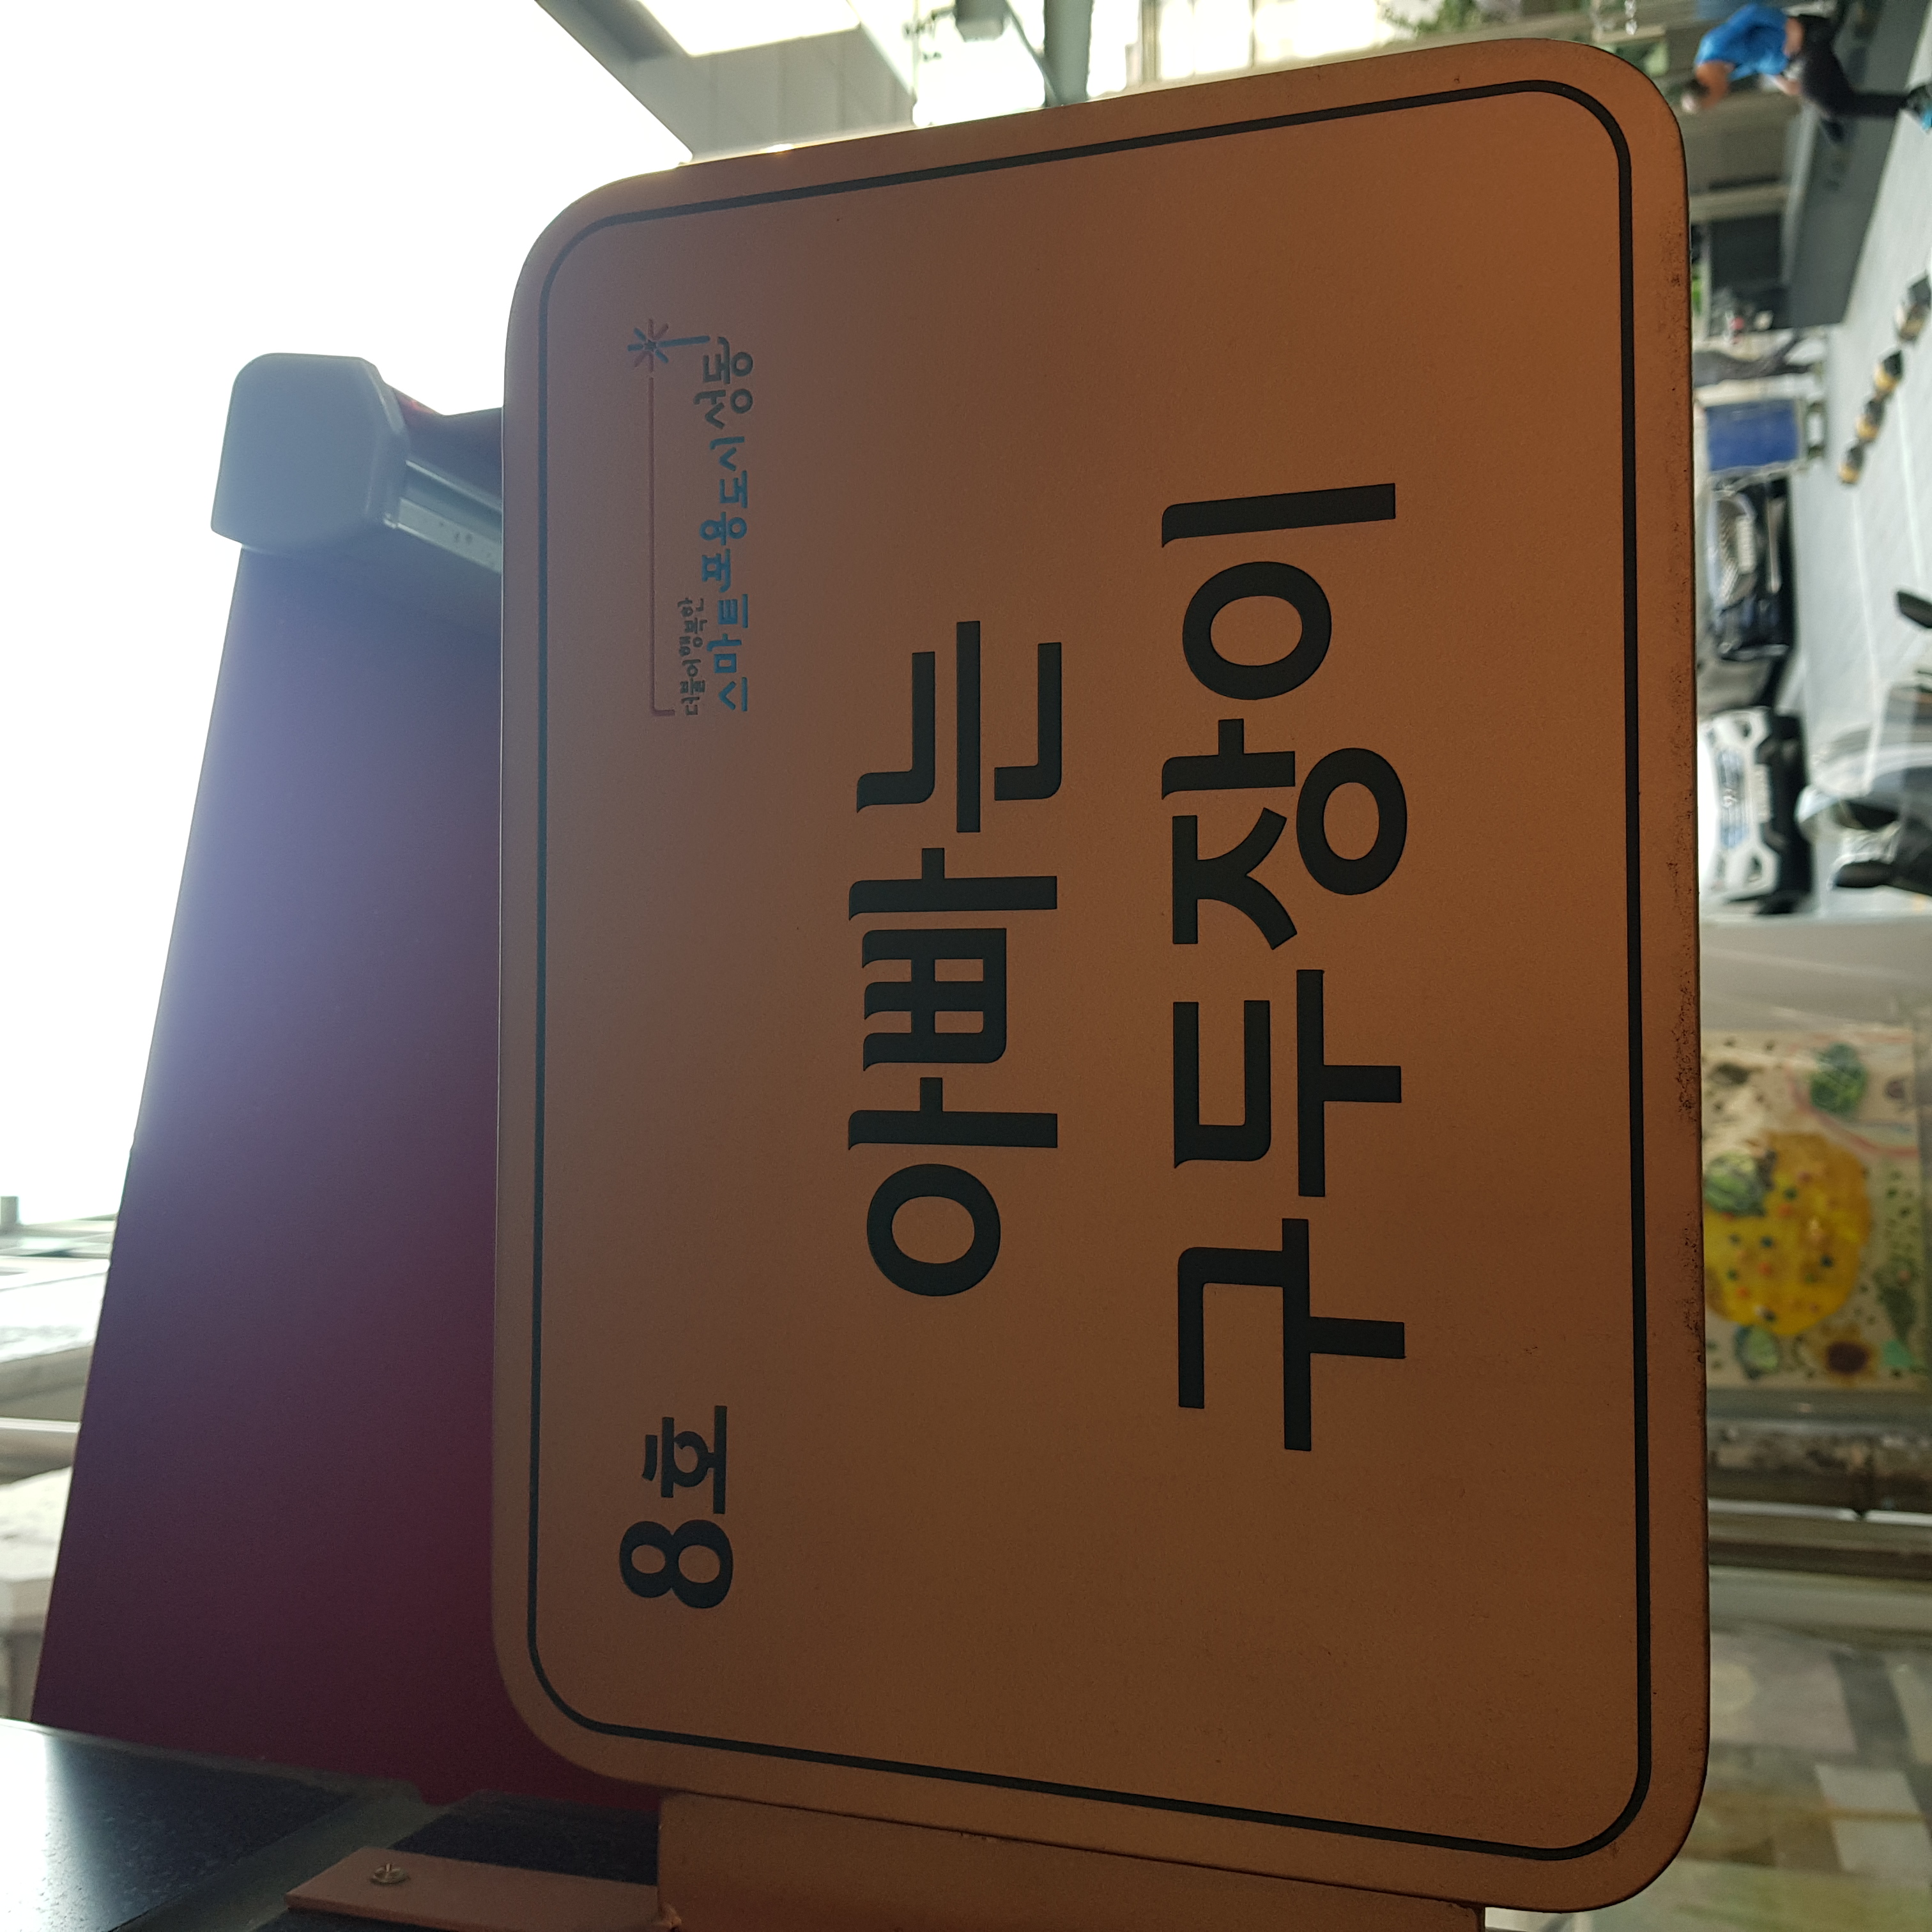 8호
더불어행복한
스마트포용도시성동
아빠는
구두장이